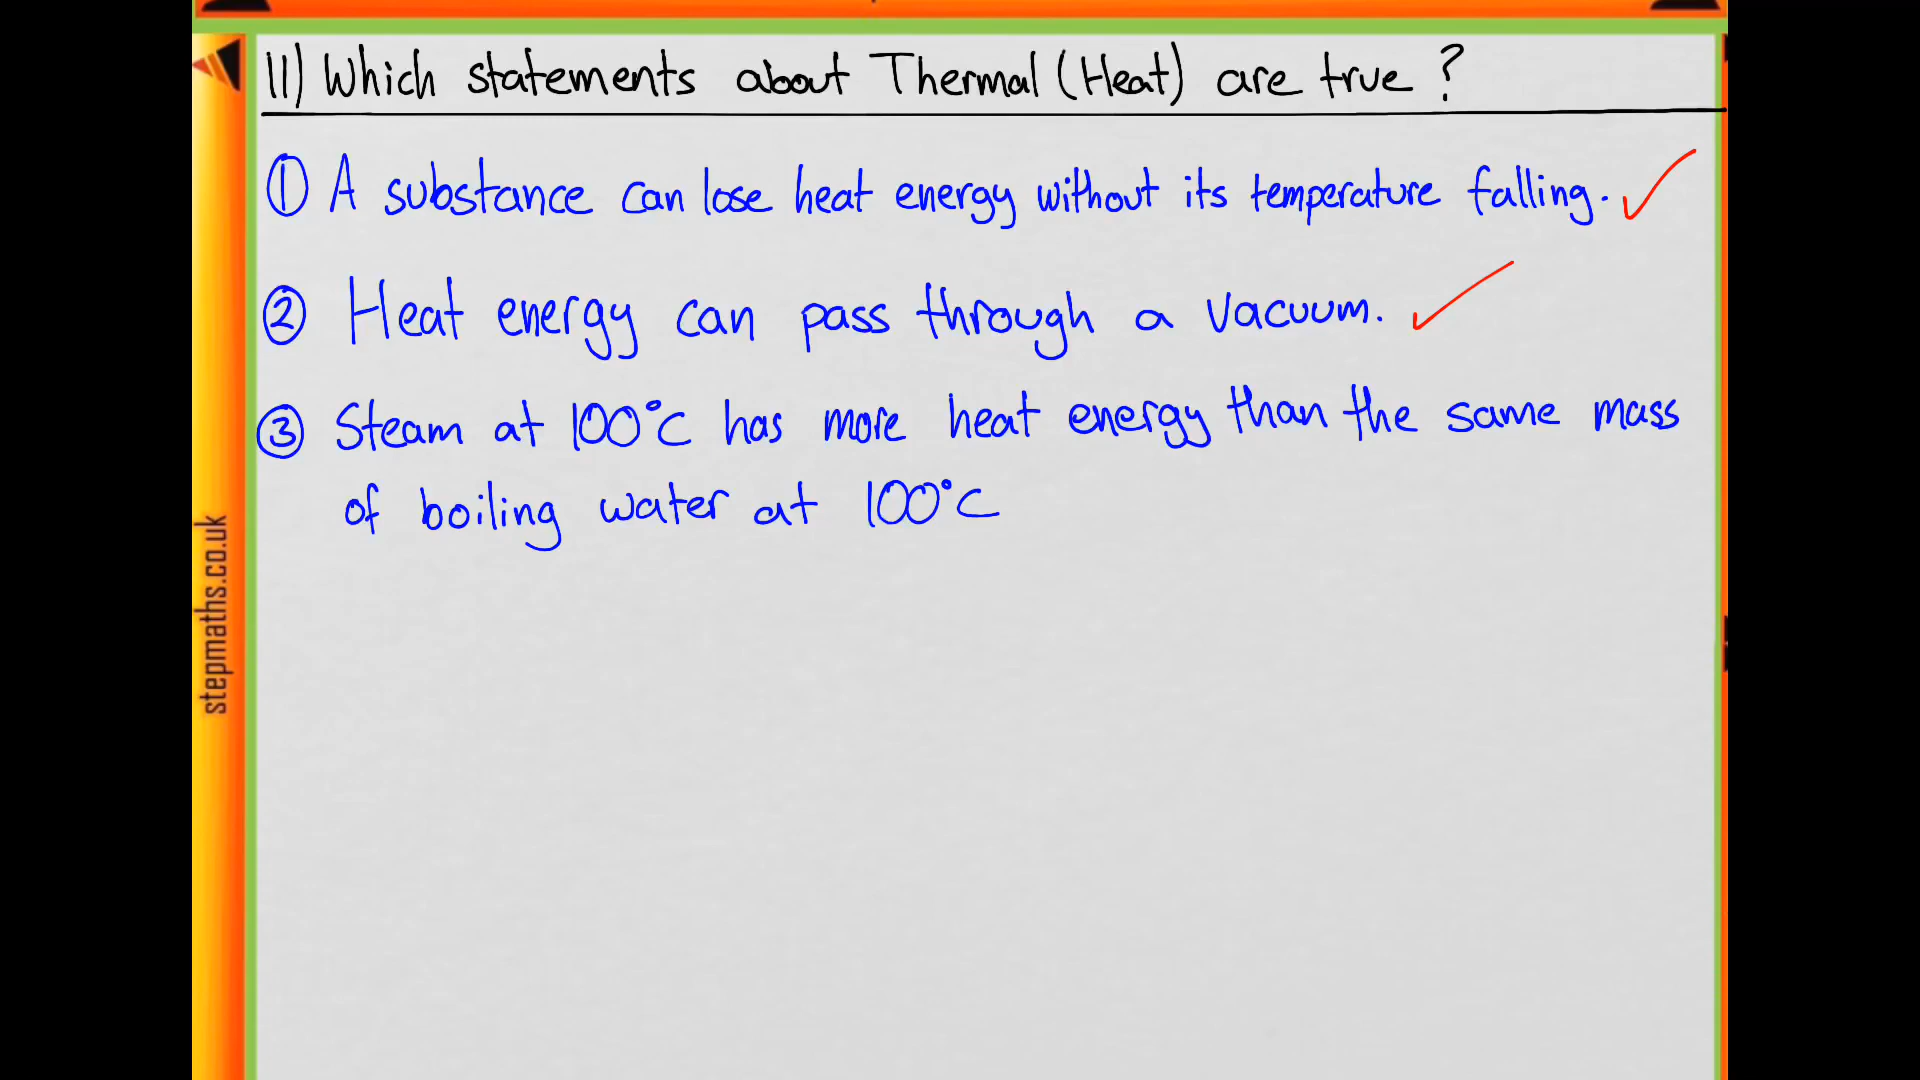 11) Which statements about Thermal (Heat) are true?
① A substance can lose heat energy without its temperature falling.
② Heat energy can pass through a vacuum.
③ Steam at 100°C has more heat energy than the same mass
of boiling water at 100°C
stepmaths.co.uk